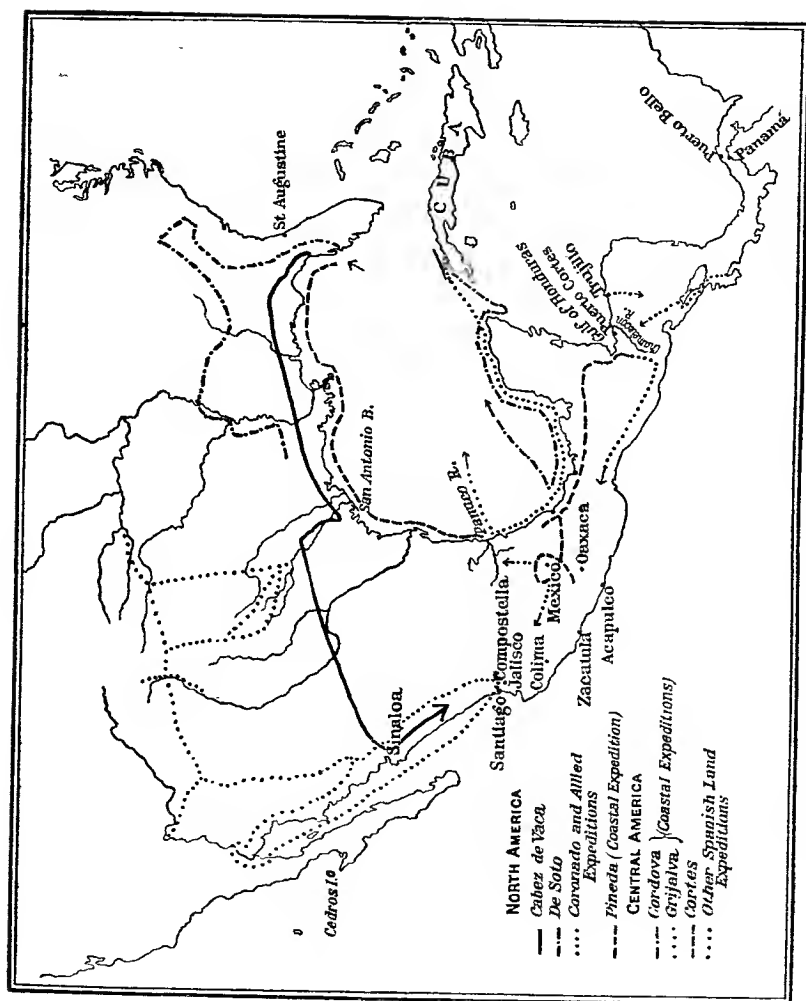 St Augustine
C U B A
Puerto Bello
Panamá
Gulf of Honduras
Puerto Cortes
Trujillo
R.
San Antonio B.
Panuco R.
Sinaloa
Santiago
Compostella
Jalisco
Colima
Mexico
Oaxaca
Zacatula
Acapulco
Cedros I.
NORTH AMERICA
Cabez de Vaca
De Soto
Coronado and Allied
Expeditions
Pineda (Coastal Expedition)
CENTRAL AMERICA
Cordova
Grijalva } (Coastal Expeditions)
Cortes
Other Spanish Land
Expeditions